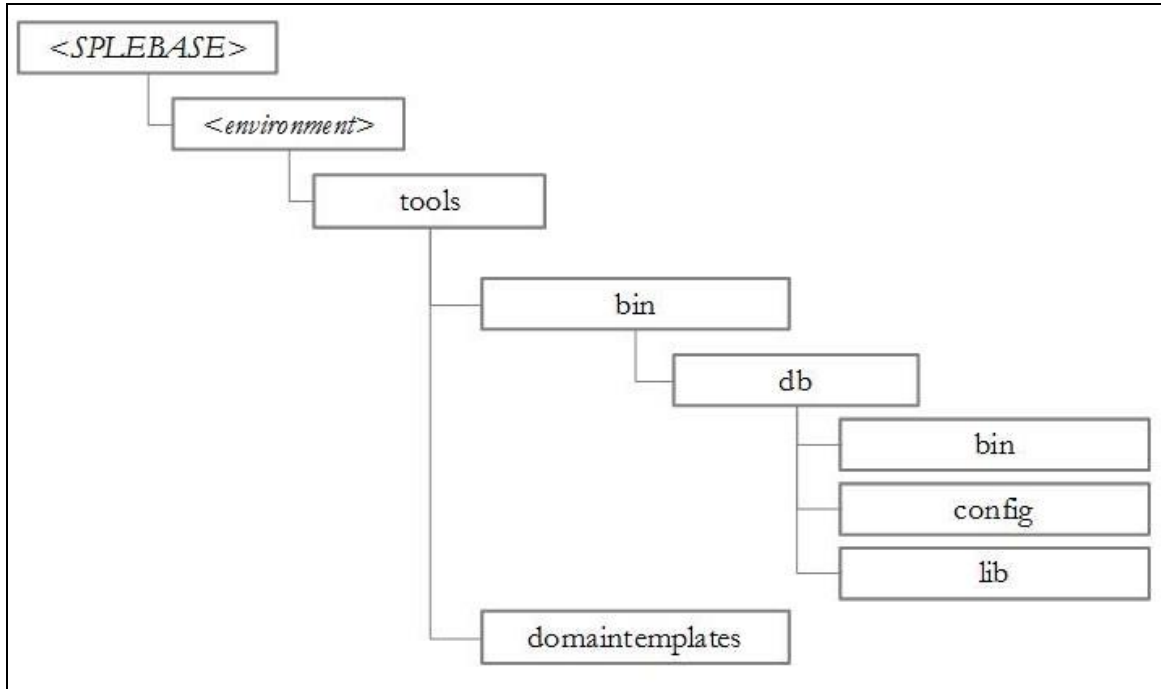 <SPLEBASE>
<environment>
tools
bin
db
bin
config
lib
domaintemplates